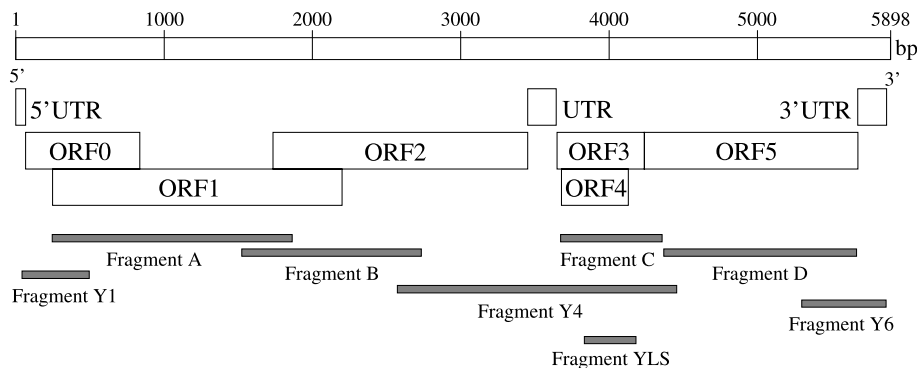 1 1000 2000 3000 4000 5000 5898
bp
5’ 3’
5’UTR UTR 3’UTR
ORF0 ORF2 ORF3 ORF5
ORF1 ORF4
Fragment A Fragment C
Fragment B Fragment D
Fragment Y1
Fragment Y4
Fragment Y6
Fragment YLS